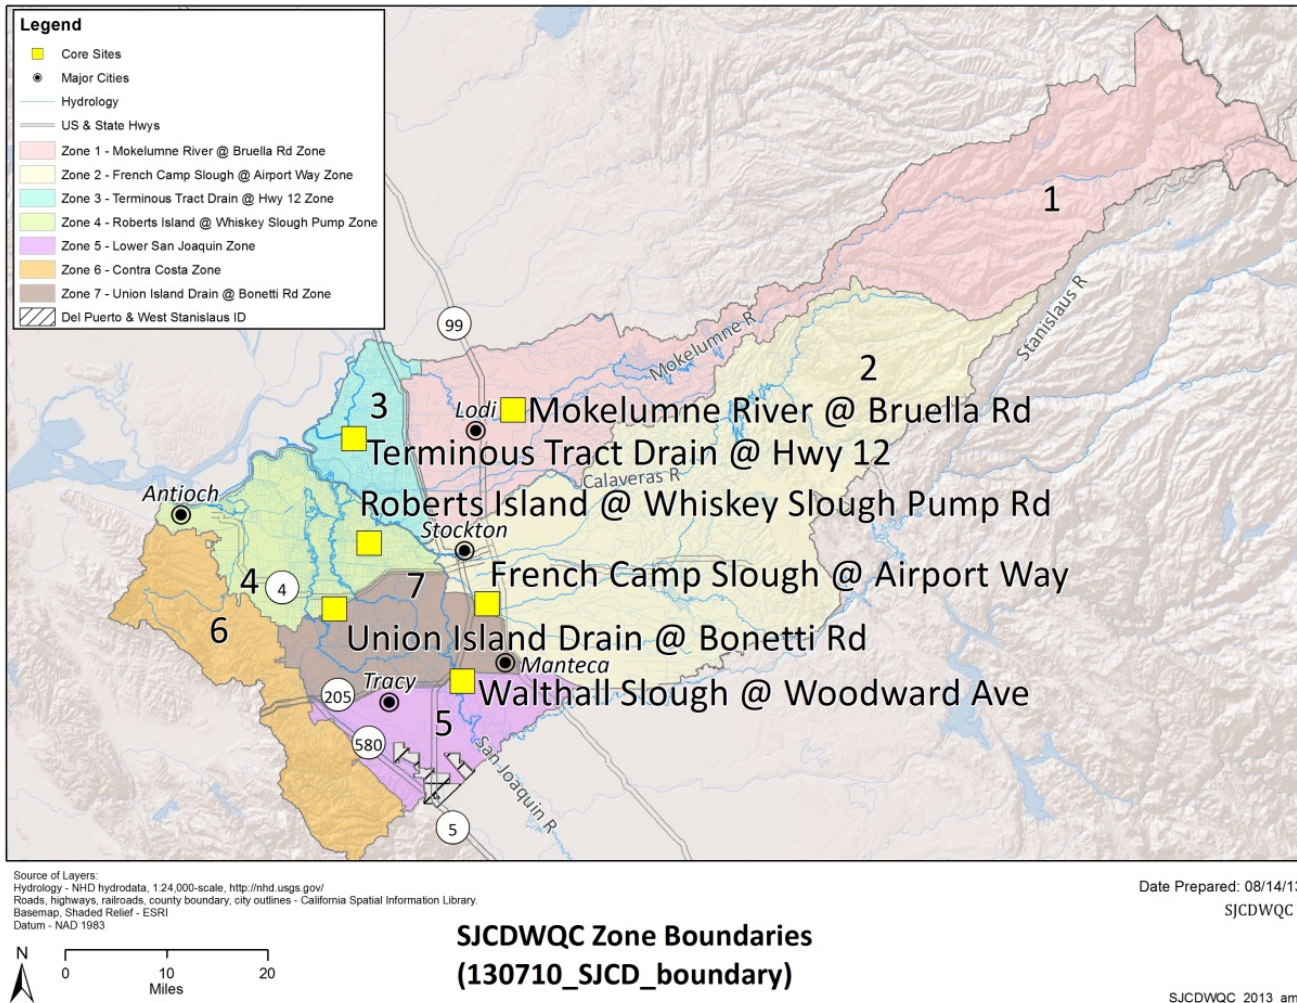 Legend
Core Sites
Major Cities
Hydrology
US & State Hwys
Zone 1 - Mokelumne River @ Bruella Rd Zone
Zone 2 - French Camp Slough @ Airport Way Zone
Zone 3 - Terminous Tract Drain @ Hwy 12 Zone
Zone 4 - Roberts Island @ Whiskey Slough Pump Zone
Zone 5 - Lower San Joaquin Zone
Zone 6 - Contra Costa Zone
Zone 7 - Union Island Drain @ Bonetti Rd Zone
Del Puerto & West Stanislaus ID
1
Stanislaus R
99
Mokelumne R
2
3
Lodi
Mokelumne River @ Bruella Rd
Terminous Tract Drain @ Hwy 12
Calaveras R
Antioch
Roberts Island @ Whiskey Slough Pump Rd
Stockton
French Camp Slough @ Airport Way
4
4
7
6
Union Island Drain @ Bonetti Rd
Manteca
Tracy
205
Walthall Slough @ Woodward Ave
5
580
San Joaquin R
5
Source of Layers:
Hydrology - NHD hydrodata, 1:24,000-scale, http://nhd.usgs.gov/
Roads, highways, railroads, county boundary, city outlines - California Spatial Information Library.
Basemap, Shaded Relief - ESRI
Datum - NAD 1983
Date Prepared: 08/14/13
SJCDWQC
N
0 10 20
Miles
SJCDWQC Zone Boundaries
(130710_SJCD_boundary)
SJCDWQC_2013_am